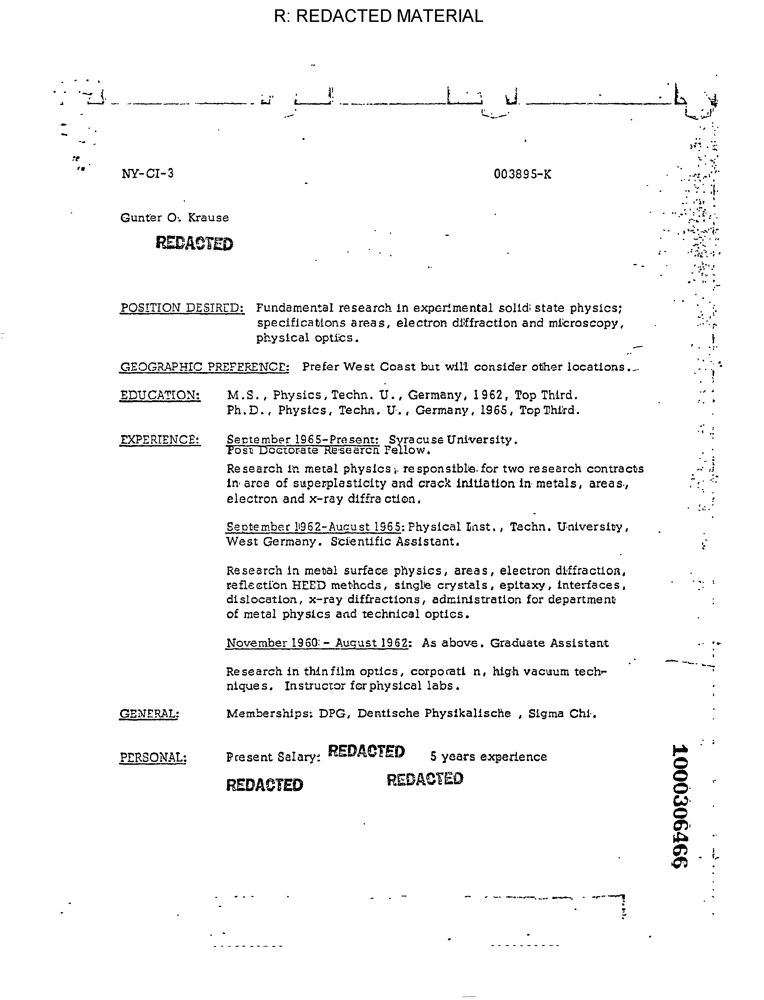 R: REDACTED MATERIAL
NY-CI-3 003895-K
Gunter O. Krause
REDACTED
POSITION DESIRED: Fundamental research in experimental solid state physics;
specifications areas, electron diffraction and microscopy,
physical optics.
GEOGRAPHIC PREFERENCE: Prefer West Coast but will consider other locations.
EDUCATION: M.S., Physics, Techn. U., Germany, 1962, Top Third.
Ph.D., Physics, Techn. U., Germany, 1965, Top Third.
EXPERIENCE: September 1965-Present: Syracuse University.
Post Doctorate Research Fellow.
Research in metal physics, responsible for two research contracts
in area of superplasticity and crack initiation in metals, areas,
electron and x-ray diffraction.
September 1962-August 1965: Physical Inst., Techn. University,
West Germany. Scientific Assistant.
Research in metal surface physics, areas, electron diffraction,
reflection HEED methods, single crystals, epitaxy, interfaces,
dislocation, x-ray diffractions, administration for department
of metal physics and technical optics.
November 1960 - August 1962: As above. Graduate Assistant
Research in thin film optics, corporati n, high vacuum tech-
niques. Instructor for physical labs.
GENERAL: Memberships: DPG, Dentische Physikalische, Sigma Chi.
PERSONAL: Present Salary: REDACTED 5 years experience
REDACTED REDACTED
1000306466